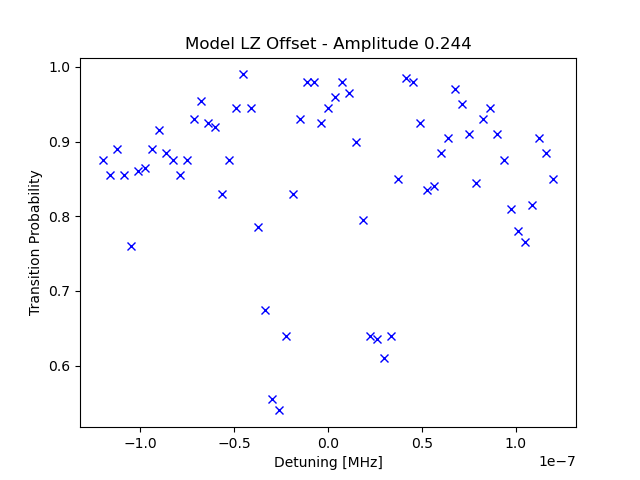 Model LZ Offset - Amplitude 0.244
1.0
0.9
0.8
0.7
0.6
Transition Probability
−1.0 −0.5 0.0 0.5 1.0
1e−7
Detuning [MHz]